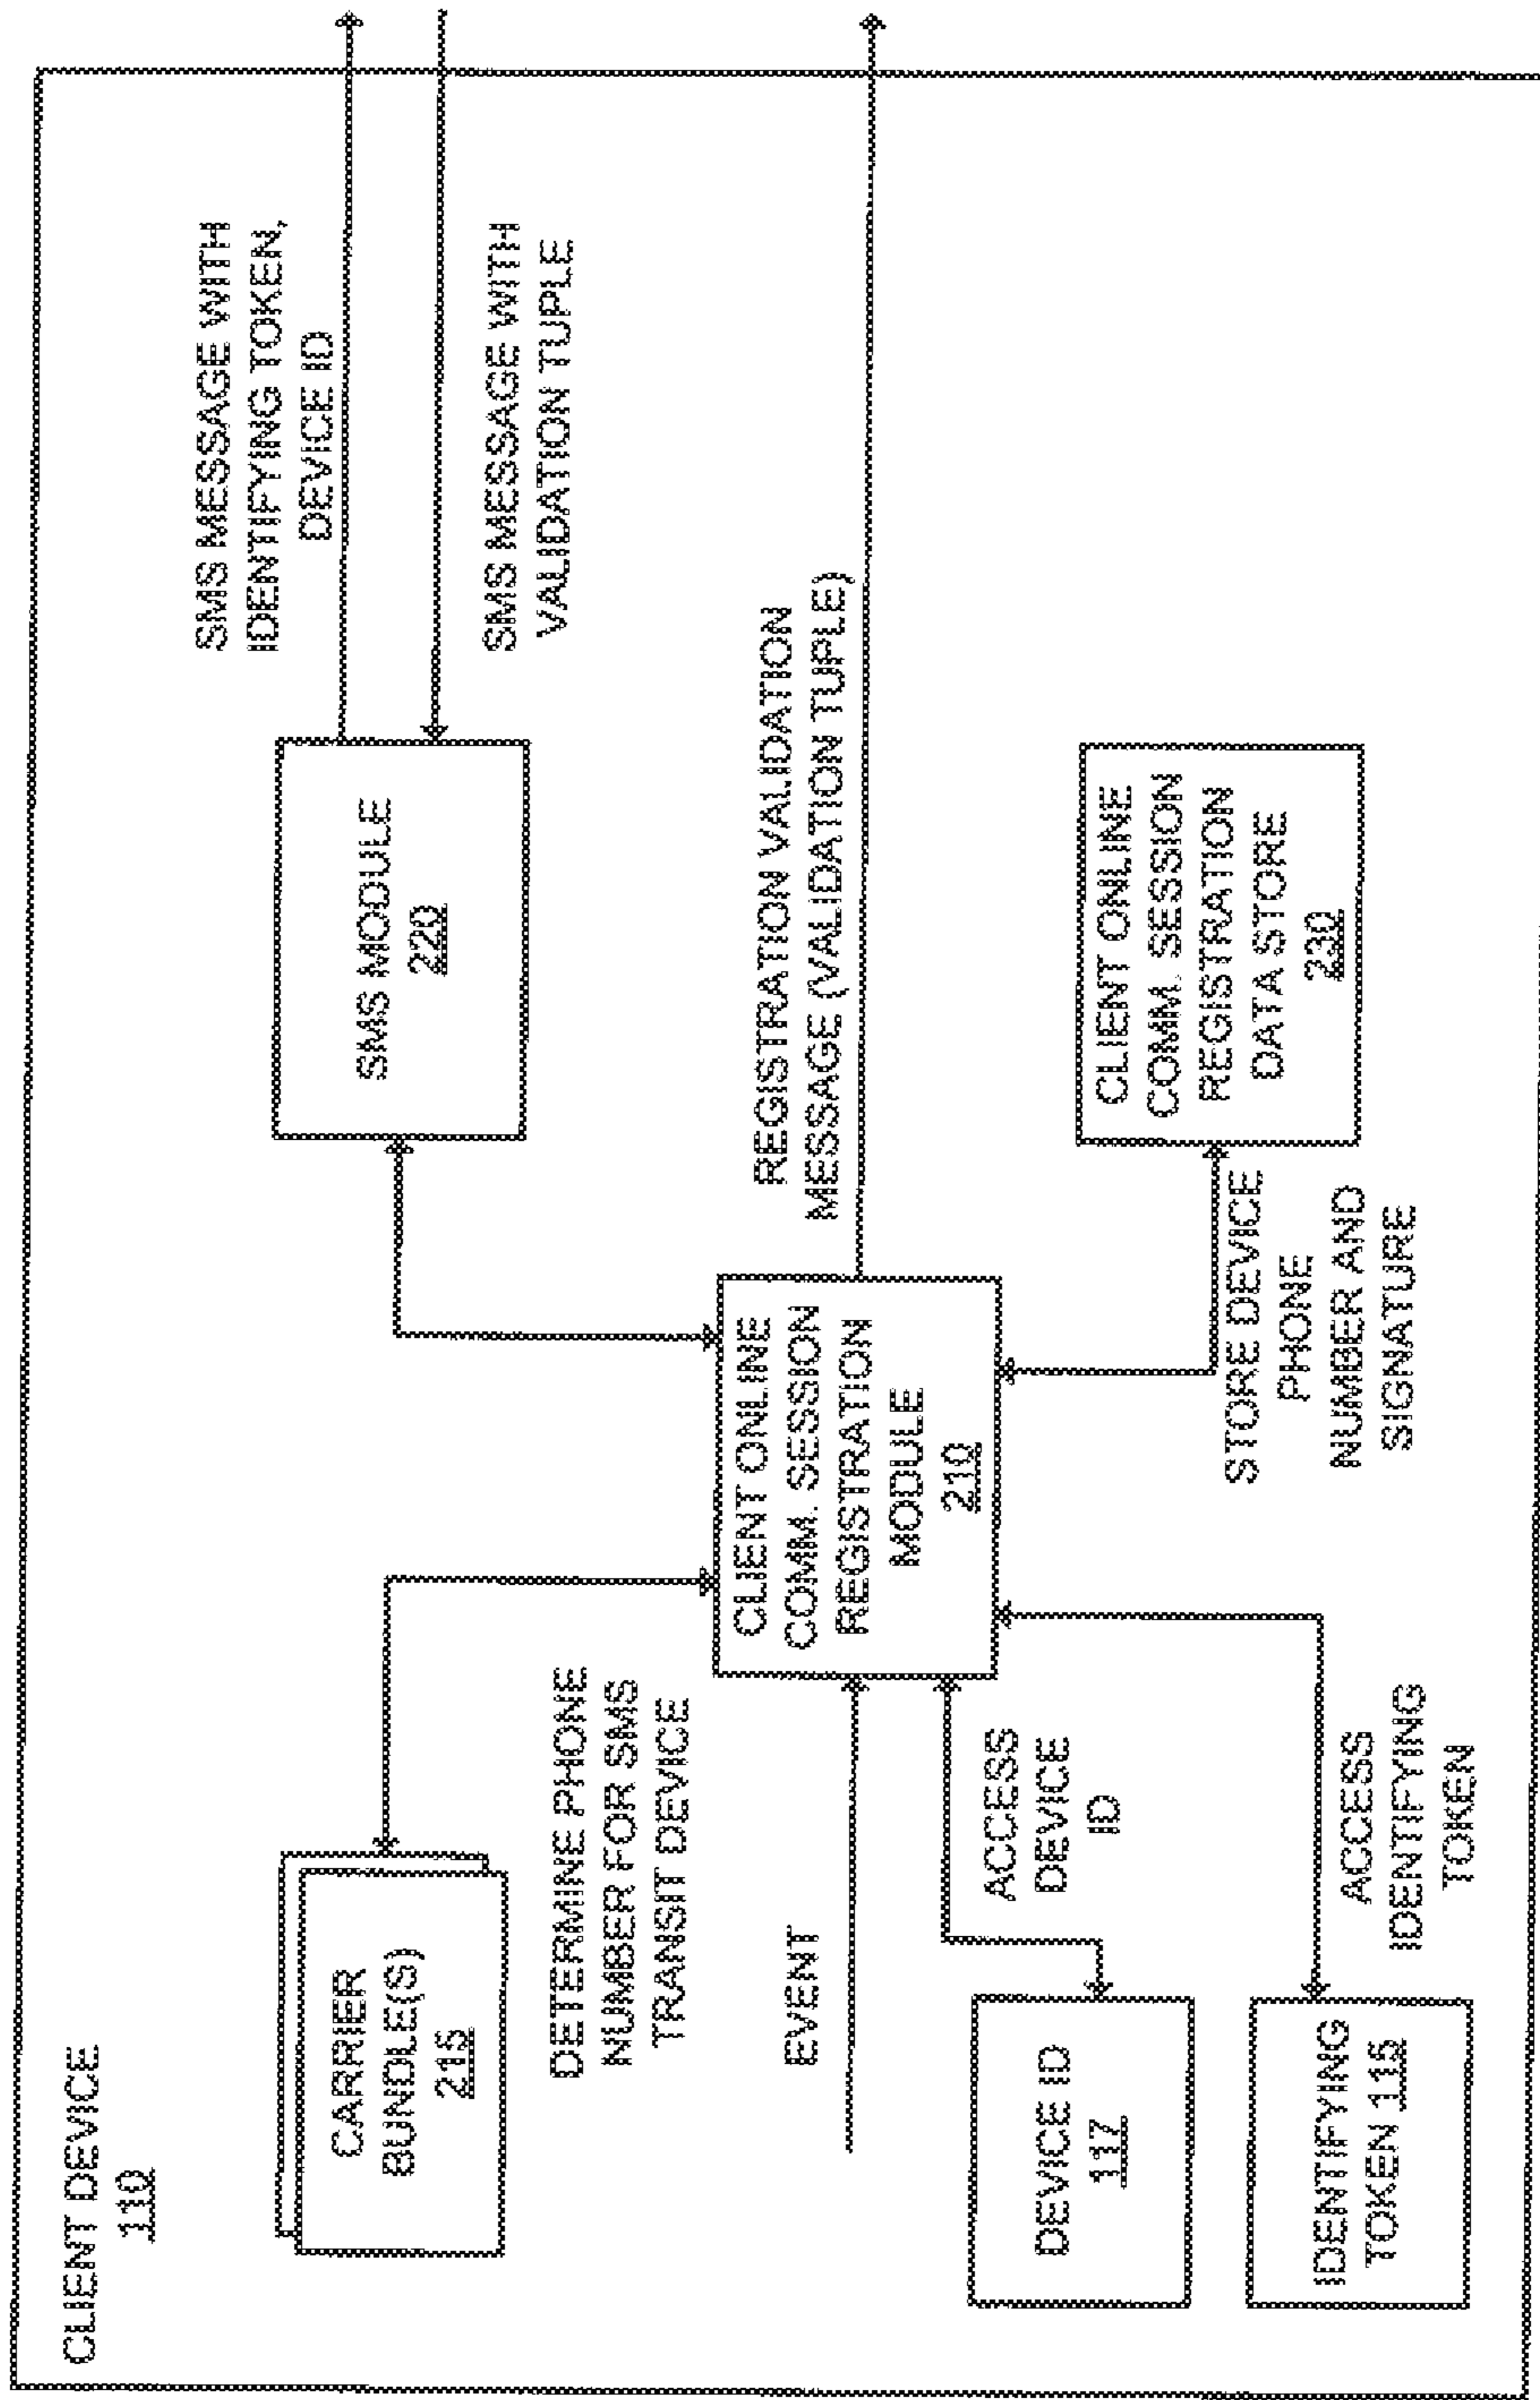 CLIENT DEVICE
110
CARRIER
BUNDLE(S)
215
DETERMINE PHONE
NUMBER FOR SMS
TRANSIT DEVICE
EVENT
DEVICE ID
117
ACCESS
DEVICE
ID
IDENTIFYING
TOKEN 115
ACCESS
IDENTIFYING
TOKEN
CLIENT ONLINE
COMM. SESSION
REGISTRATION
MODULE
210
SMS MODULE
220
SMS MESSAGE WITH
IDENTIFYING TOKEN,
DEVICE ID
SMS MESSAGE WITH
VALIDATION TUPLE
REGISTRATION VALIDATION
MESSAGE (VALIDATION TUPLE)
CLIENT ONLINE
COMM. SESSION
REGISTRATION
DATA STORE
230
STORE DEVICE
PHONE
NUMBER AND
SIGNATURE